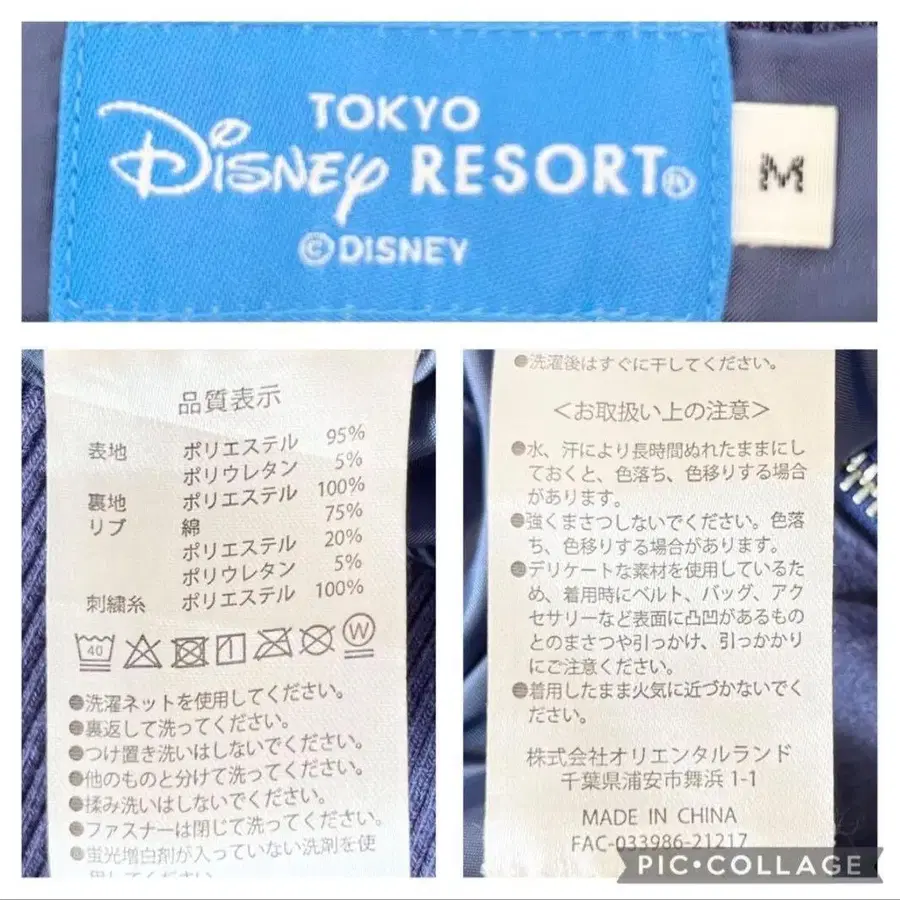 TOKYO
DISNEY RESORT®
©DISNEY
M
品質表示
表地 ポリエステル 95%
ポリウレタン 5%
裏地 ポリエステル 100%
リブ 綿 75%
ポリエステル 20%
ポリウレタン 5%
刺繍糸 ポリエステル 100%
40
W
●洗濯ネットを使用してください。
●裏返して洗ってください。
●つけ置き洗いはしないでください。
●他のものと分けて洗ってください。
●揉み洗いはしないでください。
●ファスナーは閉じて洗ってください。
●蛍光増白剤が入っていない洗剤を使
用してください。
●洗濯後はすぐに干してください。
＜お取扱い上の注意＞
●水、汗により長時間ぬれたままにし
ておくと、色落ち、色移りする場合
があります。
●強くまさつしないでください。色落
ち、色移りする場合があります。
●デリケートな素材を使用しているた
め、着用時にベルト、バッグ、アク
セサリーなど表面に凸凹があるもの
とのまさつや引っかけ、引っかかり
にご注意ください。
●着用したまま火気に近づかないでく
ださい。
株式会社オリエンタルランド
千葉県浦安市舞浜 1-1
MADE IN CHINA
FAC-033986-21217
PIC•COLLAGE